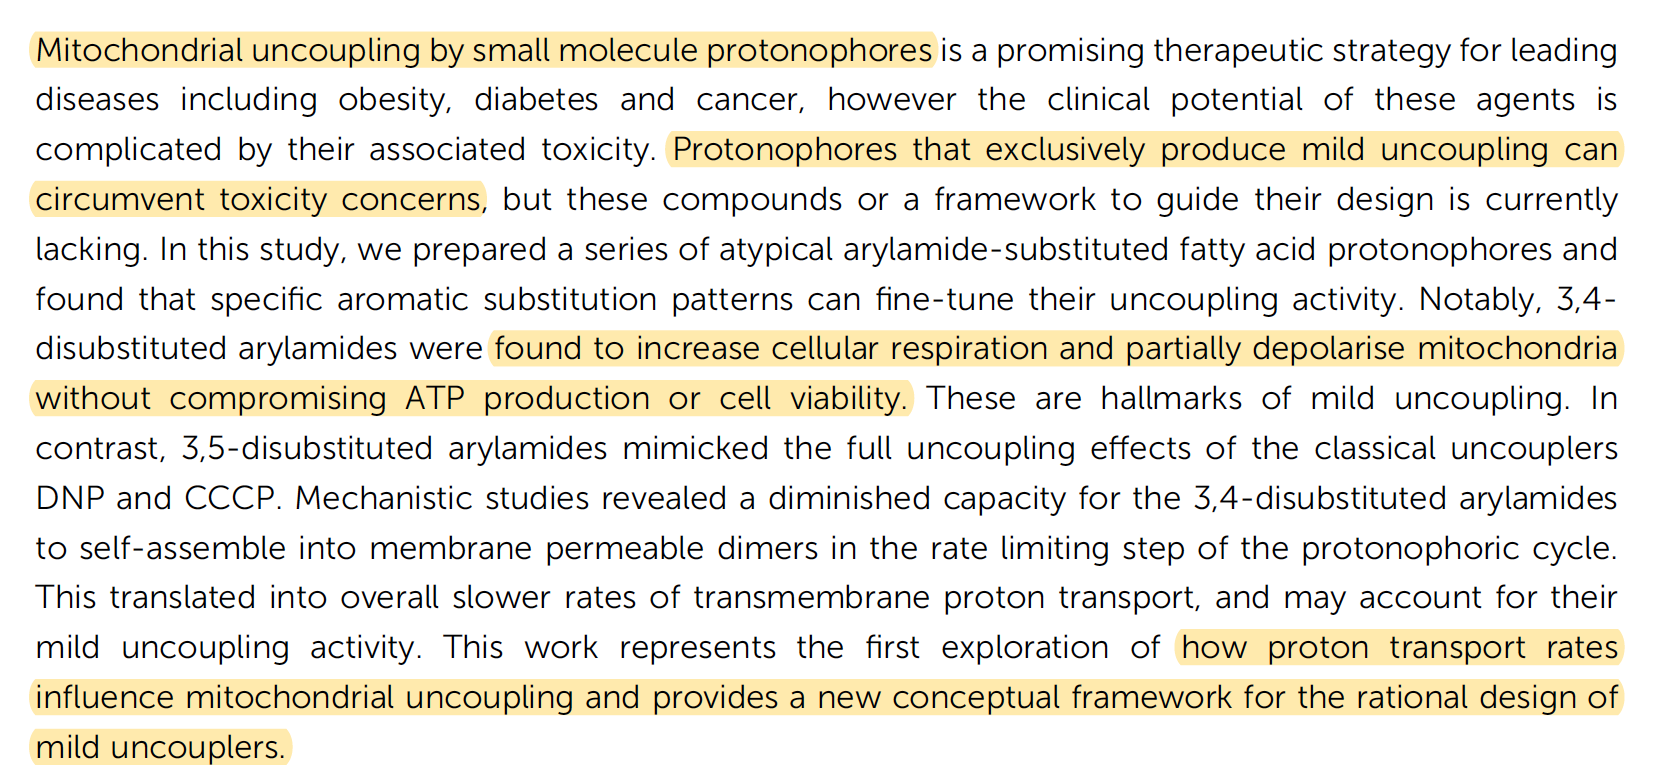 Mitochondrial uncoupling by small molecule protonophores is a promising therapeutic strategy for leading
diseases including obesity, diabetes and cancer, however the clinical potential of these agents is
complicated by their associated toxicity. Protonophores that exclusively produce mild uncoupling can
circumvent toxicity concerns, but these compounds or a framework to guide their design is currently
lacking. In this study, we prepared a series of atypical arylamide-substituted fatty acid protonophores and
found that specific aromatic substitution patterns can fine-tune their uncoupling activity. Notably, 3,4-
disubstituted arylamides were found to increase cellular respiration and partially depolarise mitochondria
without compromising ATP production or cell viability. These are hallmarks of mild uncoupling. In
contrast, 3,5-disubstituted arylamides mimicked the full uncoupling effects of the classical uncouplers
DNP and CCCP. Mechanistic studies revealed a diminished capacity for the 3,4-disubstituted arylamides
to self-assemble into membrane permeable dimers in the rate limiting step of the protonophoric cycle.
This translated into overall slower rates of transmembrane proton transport, and may account for their
mild uncoupling activity. This work represents the first exploration of how proton transport rates
influence mitochondrial uncoupling and provides a new conceptual framework for the rational design of
mild uncouplers.